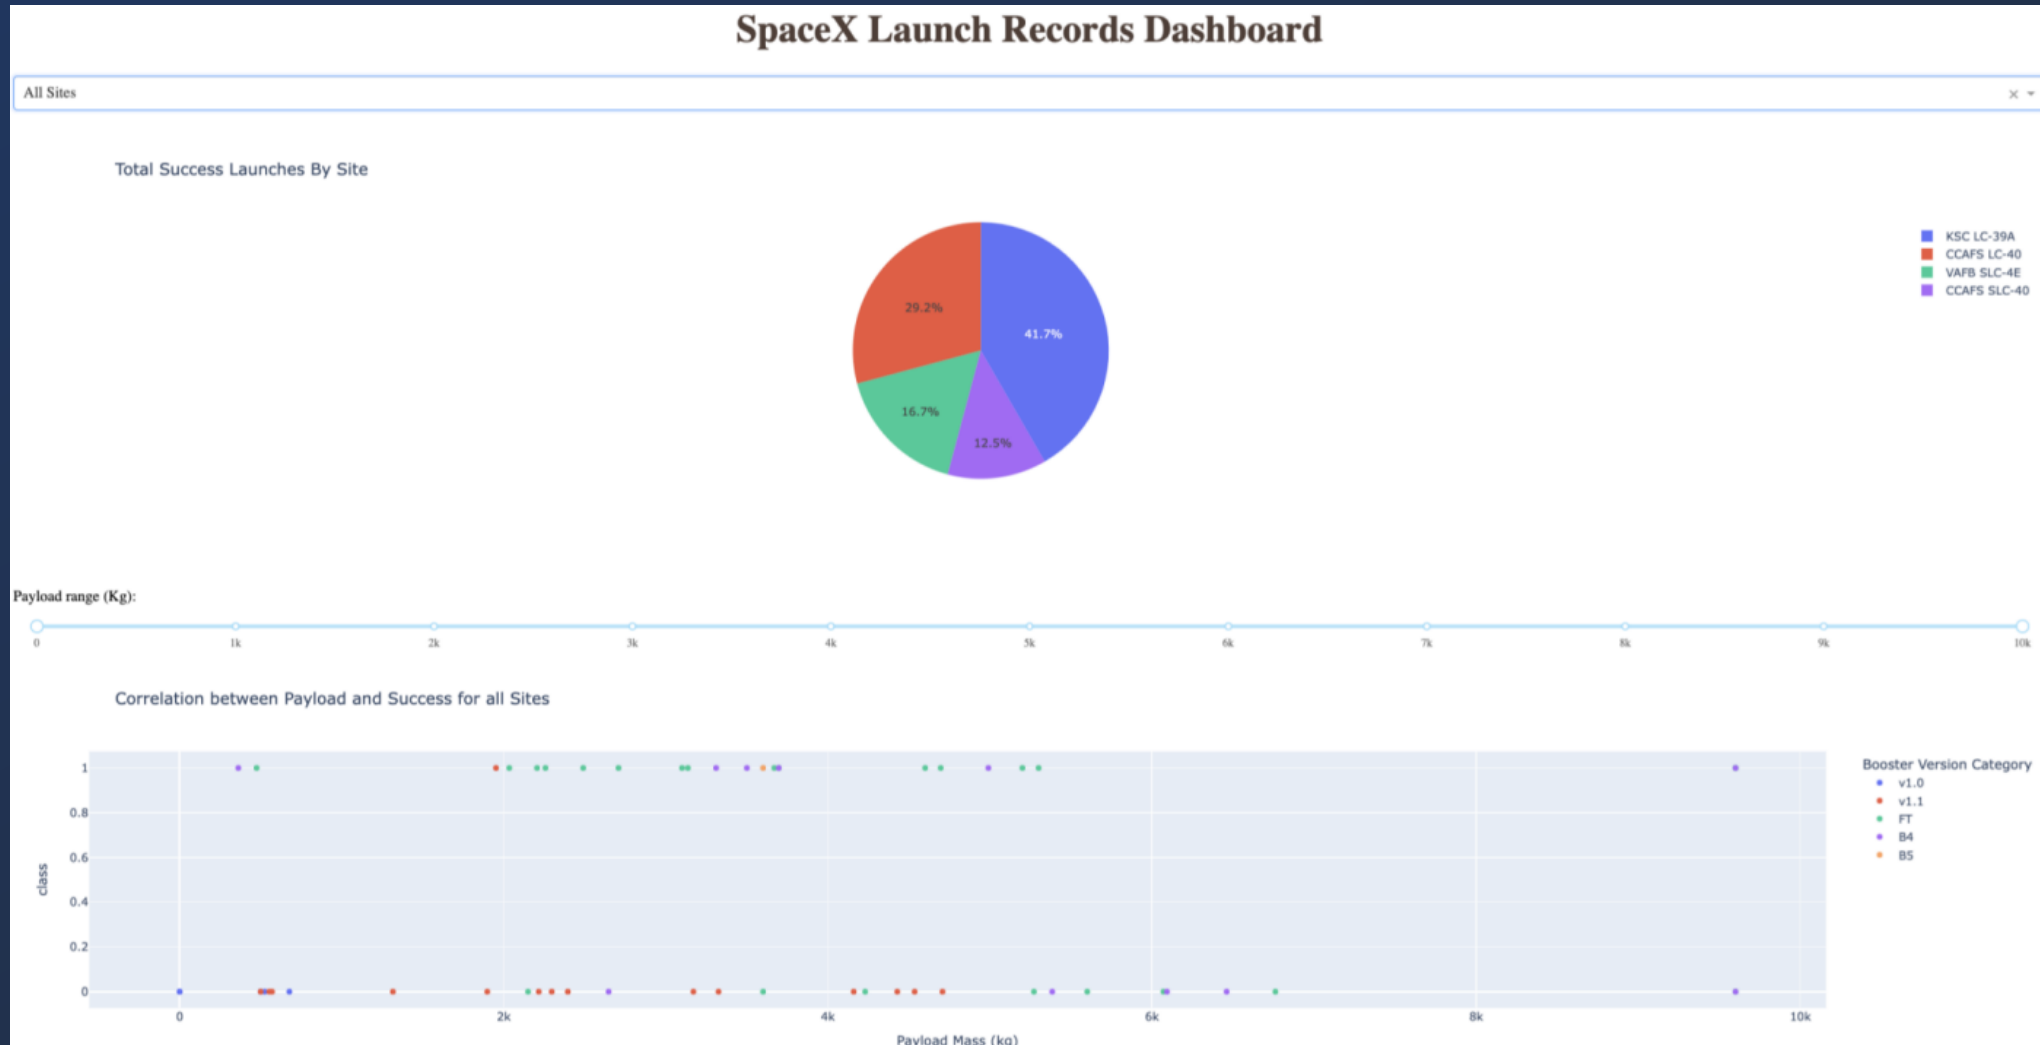 SpaceX Launch Records Dashboard
All Sites
Total Success Launches By Site
KSC LC-39A
CCAFS LC-40
VAFB SLC-4E
CCAFS SLC-40
29.2%
41.7%
16.7%
12.5%
Payload range (Kg):
0 1k 2k 3k 4k 5k 6k 7k 8k 9k 10k
Correlation between Payload and Success for all Sites
Booster Version Category
v1.0
v1.1
FT
B4
B5
1
0.8
0.6
0.4
0.2
0
class
0 2k 4k 6k 8k 10k
Payload Mass (kg)